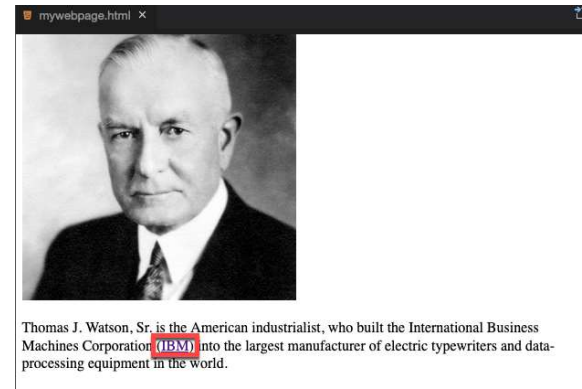 mywebpage.html ×
Thomas J. Watson, Sr. is the American industrialist, who built the International Business
Machines Corporation (IBM) into the largest manufacturer of electric typewriters and data-
processing equipment in the world.